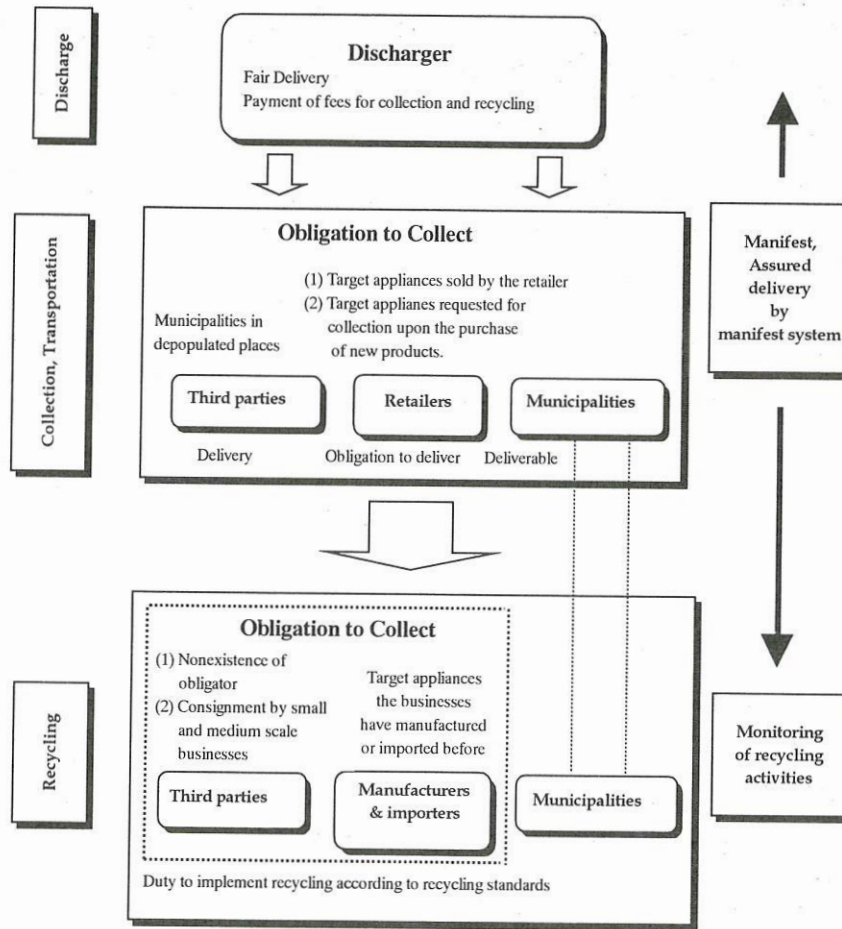 Discharge
Discharger
Fair Delivery
Payment of fees for collection and recycling
Collection, Transportation
Obligation to Collect
(1) Target appliances sold by the retailer
(2) Target applianes requested for
collection upon the purchase
of new products.
Municipalities in
depopulated places
Third parties
Retailers
Municipalities
Delivery
Obligation to deliver
Deliverable
Manifest,
Assured
delivery
by
manifest system
Recycling
Obligation to Collect
(1) Nonexistence of
obligator
(2) Consignment by small
and medium scale
businesses
Target appliances
the businesses
have manufactured
or imported before
Third parties
Manufacturers
& importers
Municipalities
Duty to implement recycling according to recycling standards
Monitoring
of recycling
activities